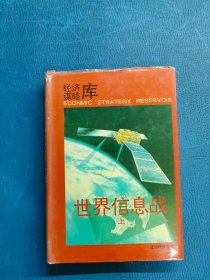 经济
谋略 库
ECONMIC STRATEGY RESERVOIR
世界信息战
上